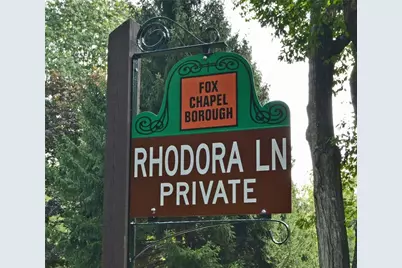 FOX
CHAPEL
BOROUGH
RHODORA LN
PRIVATE